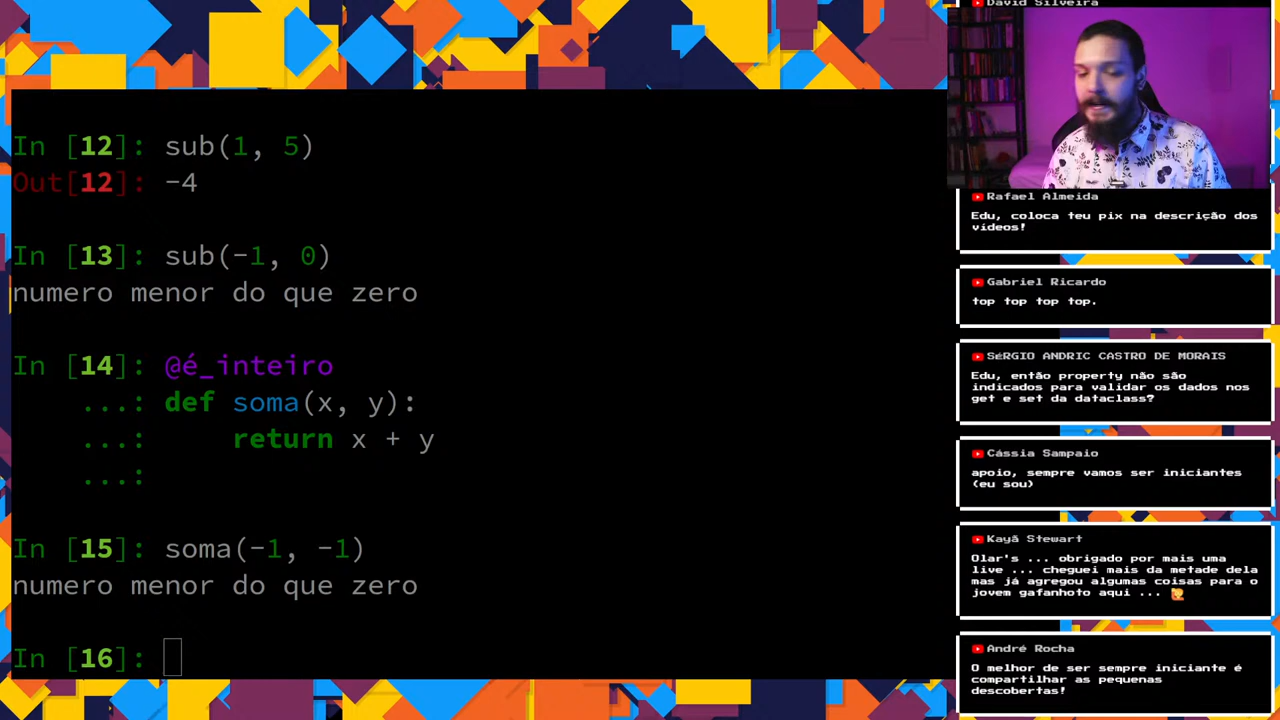 In [12]: sub(1, 5)
Out[12]: -4
In [13]: sub(-1, 0)
numero menor do que zero
In [14]: @é_inteiro
...: def soma(x, y):
...:     return x + y
...:
In [15]: soma(-1, -1)
numero menor do que zero
In [16]:
David Silveira
Rafael Almeida
Edu, coloca teu pix na descrição dos
vídeos!
Gabriel Ricardo
top top top top.
SéRGIO ANDRIC CASTRO DE MORAIS
Edu, então property não são
indicados para validar os dados nos
get e set da dataclass?
Cássia Sampaio
apoio, sempre vamos ser iniciantes
(eu sou)
Kayã Stewart
Olar's ... obrigado por mais uma
live ... cheguei mais da metade dela
mas já agregou algumas coisas para o
jovem gafanhoto aqui ...
André Rocha
O melhor de ser sempre iniciante é
compartilhar as pequenas
descobertas!